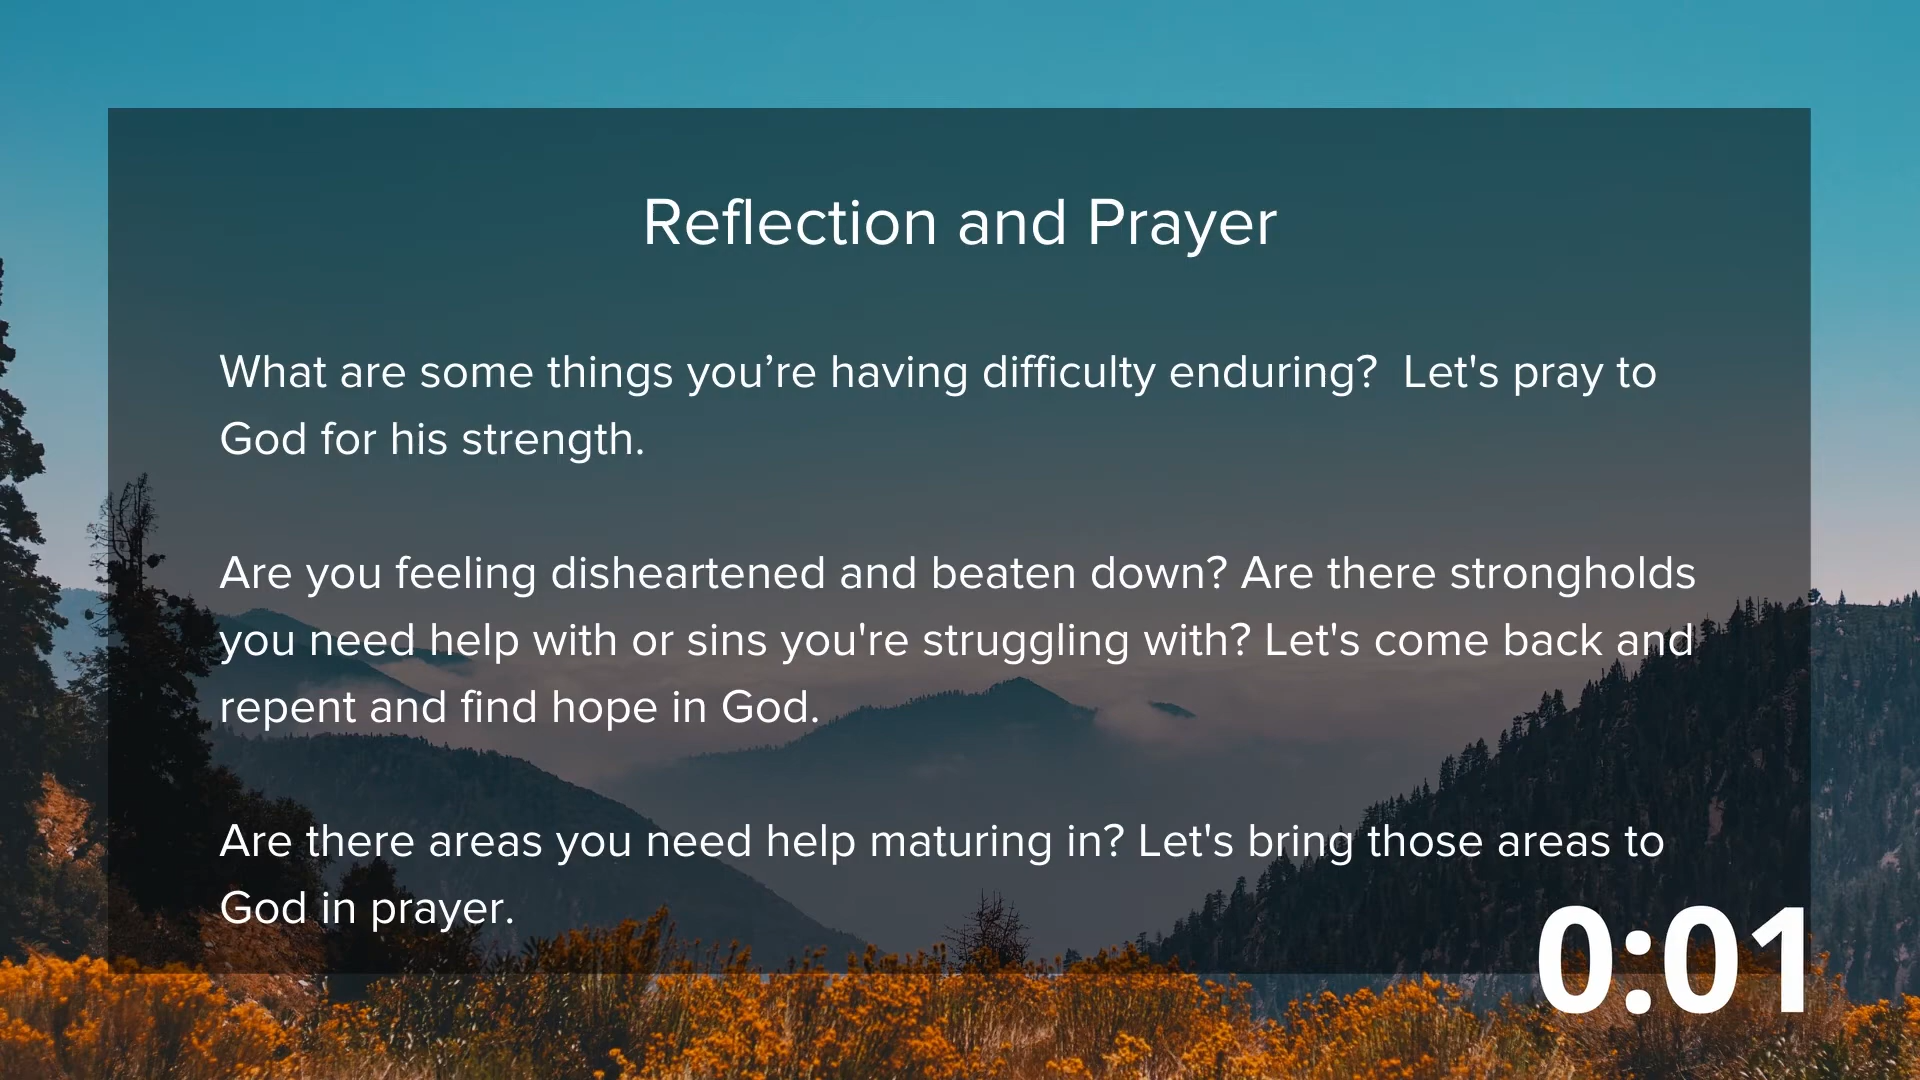 Reflection and Prayer
What are some things you’re having difficulty enduring?  Let's pray to
God for his strength.
Are you feeling disheartened and beaten down? Are there strongholds
you need help with or sins you're struggling with? Let's come back and
repent and find hope in God.
Are there areas you need help maturing in? Let's bring those areas to
God in prayer.
0:01